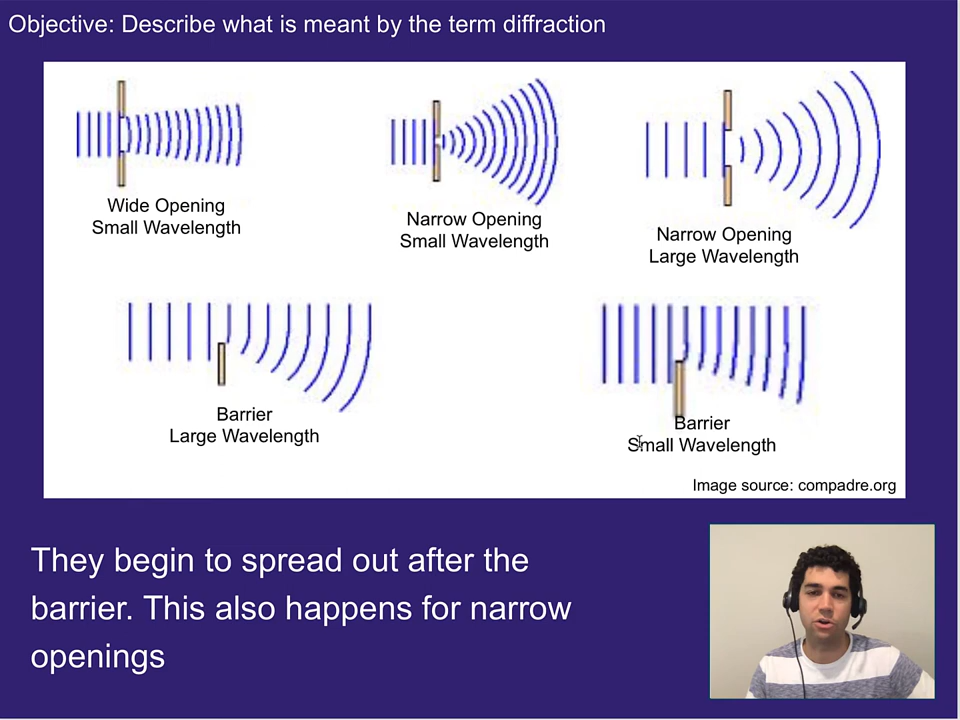 Objective: Describe what is meant by the term diffraction
Wide Opening
Small Wavelength
Narrow Opening
Small Wavelength
Narrow Opening
Large Wavelength
Barrier
Large Wavelength
Barrier
Small Wavelength
Image source: compadre.org
They begin to spread out after the
barrier. This also happens for narrow
openings